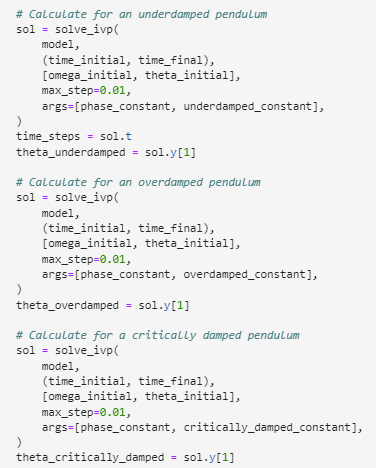 # Calculate for an underdamped pendulum
sol = solve_ivp(
    model,
    (time_initial, time_final),
    [omega_initial, theta_initial],
    max_step=0.01,
    args=[phase_constant, underdamped_constant],
)
time_steps = sol.t
theta_underdamped = sol.y[1]

# Calculate for an overdamped pendulum
sol = solve_ivp(
    model,
    (time_initial, time_final),
    [omega_initial, theta_initial],
    max_step=0.01,
    args=[phase_constant, overdamped_constant],
)
theta_overdamped = sol.y[1]

# Calculate for a critically damped pendulum
sol = solve_ivp(
    model,
    (time_initial, time_final),
    [omega_initial, theta_initial],
    max_step=0.01,
    args=[phase_constant, critically_damped_constant],
)
theta_critically_damped = sol.y[1]